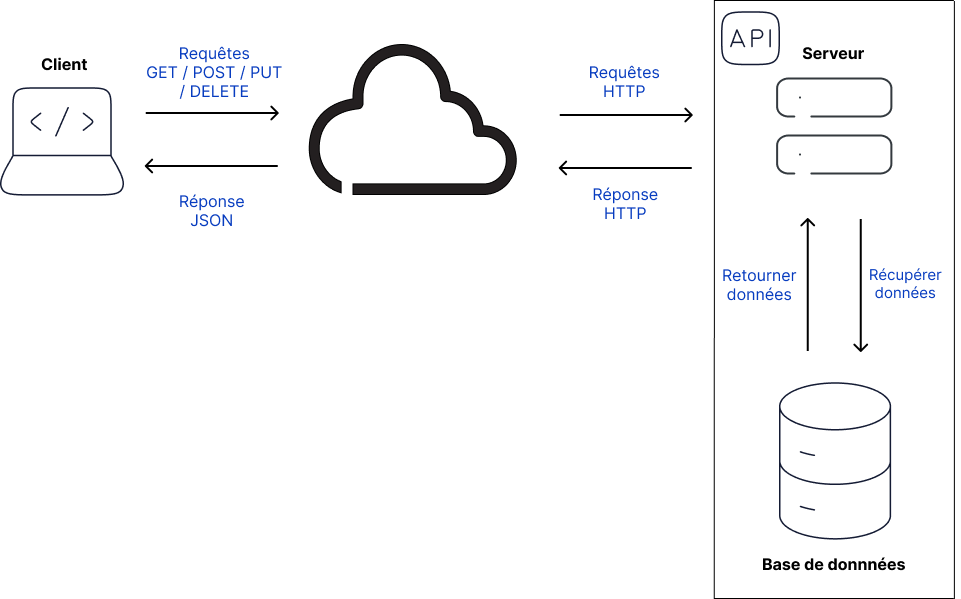 Client
</>
Requêtes
GET / POST / PUT
/ DELETE
Réponse
JSON
Requêtes
HTTP
Réponse
HTTP
API
Serveur
Retourner
données
Récupérer
données
Base de donnnées